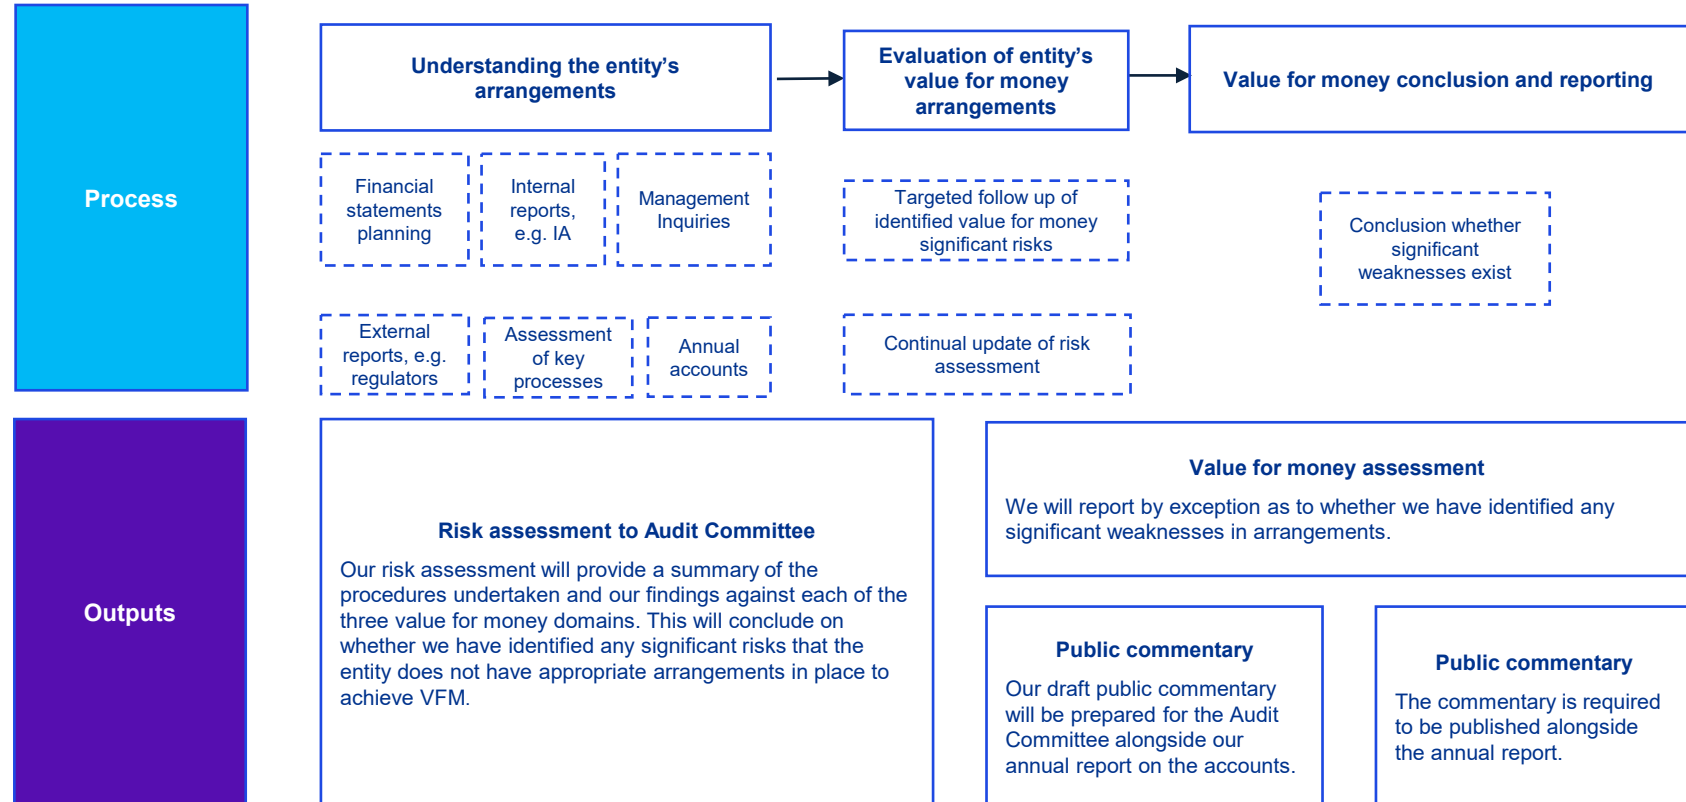 Process
Understanding the entity’s
arrangements
Evaluation of entity’s
value for money
arrangements
Value for money conclusion and reporting
Financial
statements
planning
Internal
reports,
e.g. IA
Management
Inquiries
Targeted follow up of
identified value for money
significant risks
Conclusion whether
significant
weaknesses exist
External
reports, e.g.
regulators
Assessment
of key
processes
Annual
accounts
Continual update of risk
assessment
Outputs
Risk assessment to Audit Committee
Our risk assessment will provide a summary of the
procedures undertaken and our findings against each of the
three value for money domains. This will conclude on
whether we have identified any significant risks that the
entity does not have appropriate arrangements in place to
achieve VFM.
Value for money assessment
We will report by exception as to whether we have identified any
significant weaknesses in arrangements.
Public commentary
Our draft public commentary
will be prepared for the Audit
Committee alongside our
annual report on the accounts.
Public commentary
The commentary is required
to be published alongside
the annual report.